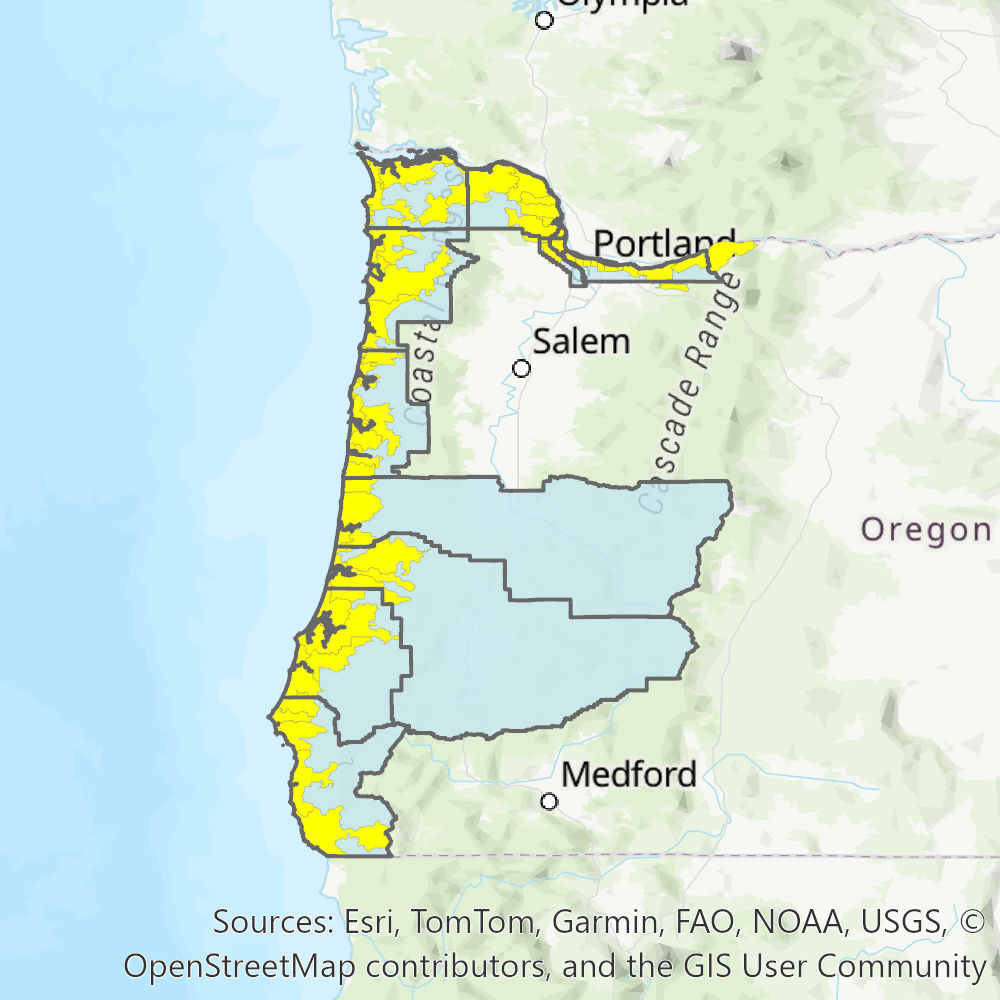 Olympia
Portland
Coastal Ranges
Salem
Cascade Range
Oregon
Medford
Sources: Esri, TomTom, Garmin, FAO, NOAA, USGS, ©
OpenStreetMap contributors, and the GIS User Community